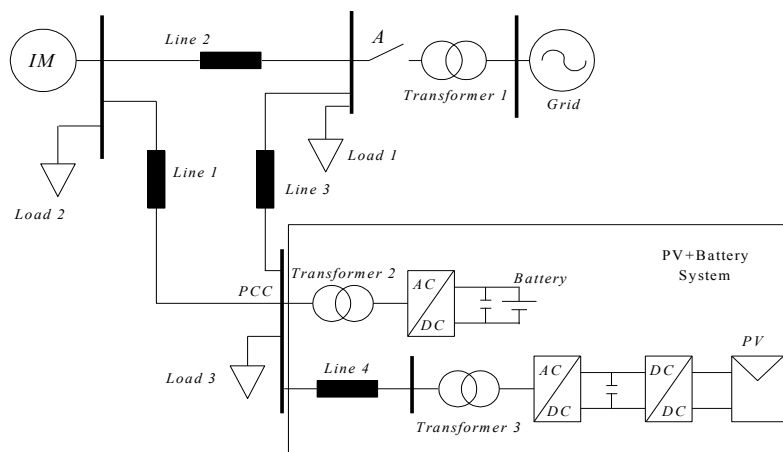 Line 2
A
IM
Transformer 1
Grid
Load 1
Line 1
Line 3
Load 2
PV+Battery
System
Transformer 2
Battery
PCC
AC
DC
PV
Load 3
Line 4
AC
DC
DC
DC
Transformer 3